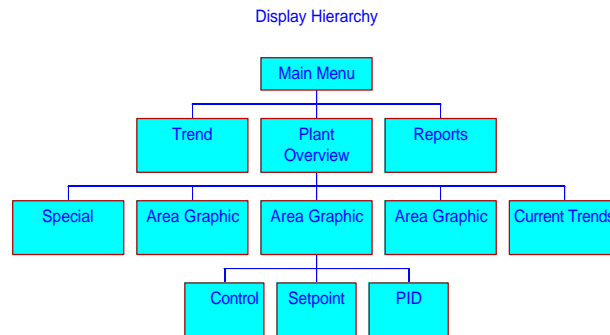 Display Hierarchy
Main Menu
Trend
Plant
Overview
Reports
Special
Area Graphic
Area Graphic
Area Graphic
Current Trends
Control
Setpoint
PID